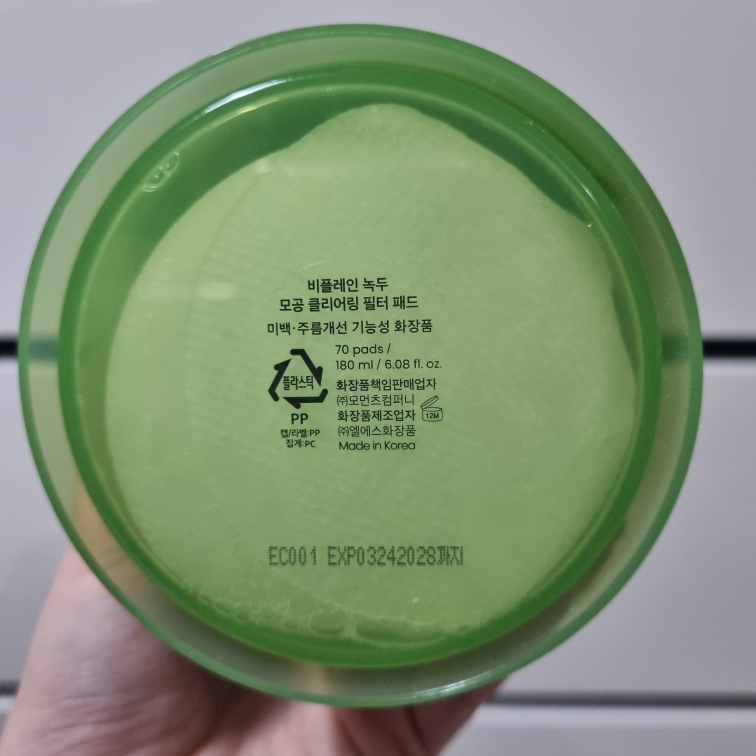 비플레인 녹두
모공 클리어링 필터 패드
미백·주름개선 기능성 화장품
70 pads /
180 ml / 6.08 fl. oz.
플라스틱
PP
캡/라벨:PP
집게:PC
화장품책임판매업자
㈜모먼츠컴퍼니
화장품제조업자
12M
㈜엘에스화장품
Made in Korea
EC001 EXP03242028까지